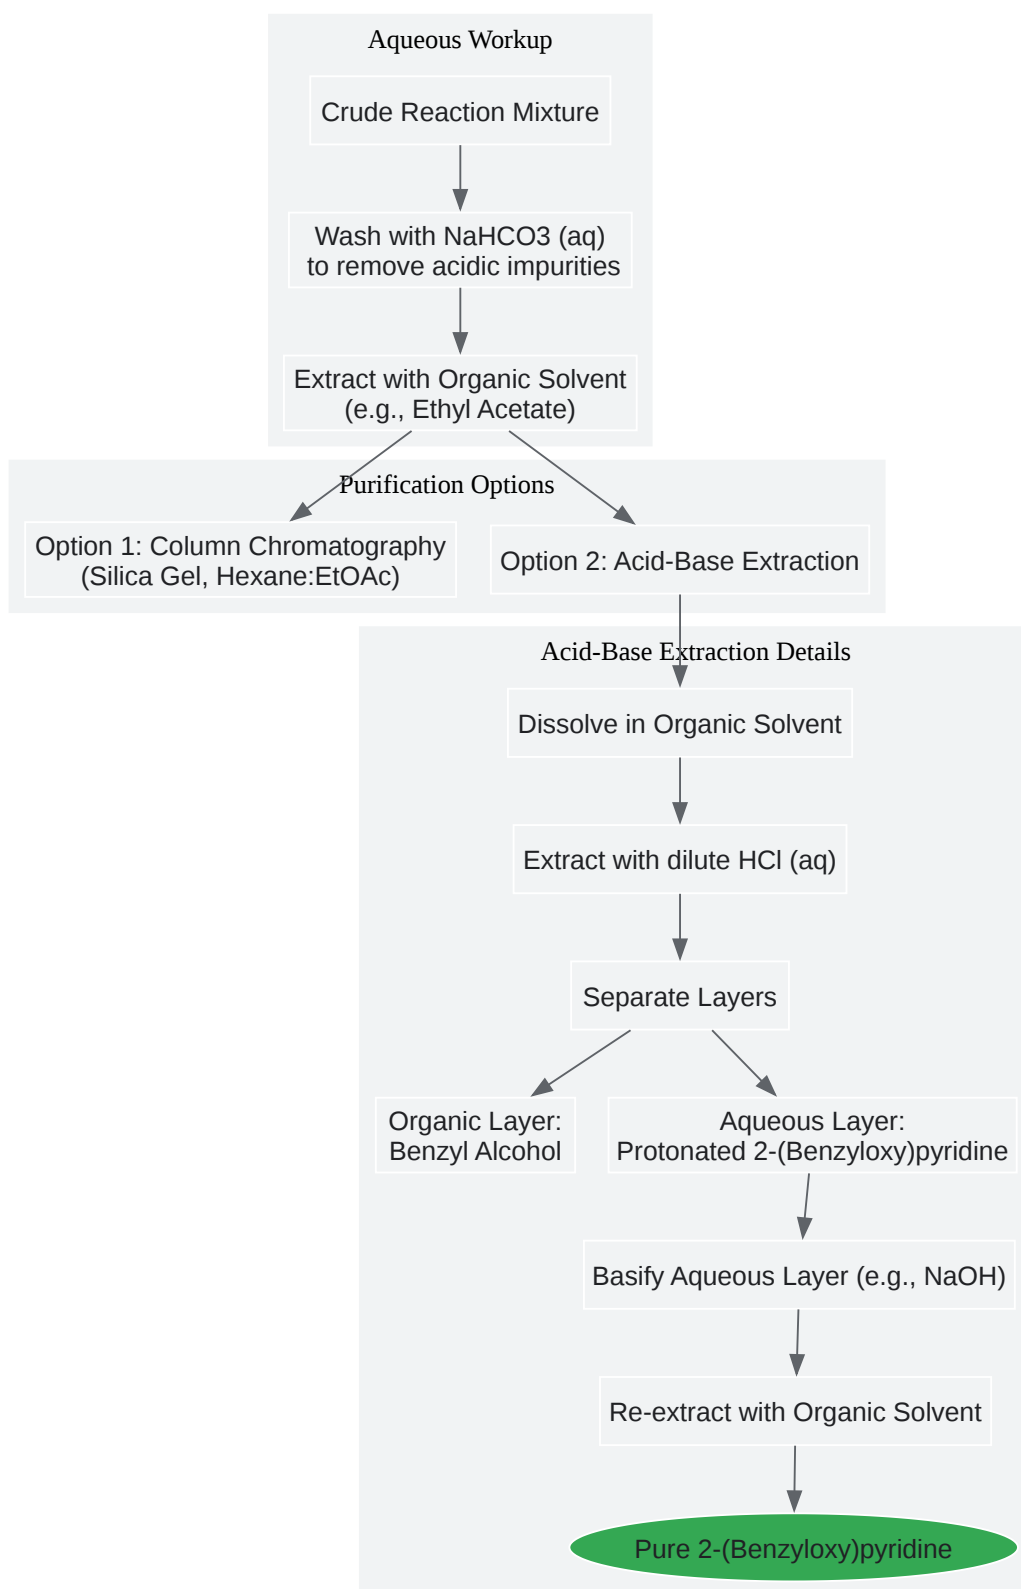 Aqueous Workup
Crude Reaction Mixture
Wash with NaHCO3 (aq)
to remove acidic impurities
Extract with Organic Solvent
(e.g., Ethyl Acetate)
Purification Options
Option 1: Column Chromatography
(Silica Gel, Hexane:EtOAc)
Option 2: Acid-Base Extraction
Acid-Base Extraction Details
Dissolve in Organic Solvent
Extract with dilute HCl (aq)
Separate Layers
Organic Layer:
Benzyl Alcohol
Aqueous Layer:
Protonated 2-(Benzyloxy)pyridine
Basify Aqueous Layer (e.g., NaOH)
Re-extract with Organic Solvent
Pure 2-(Benzyloxy)pyridine